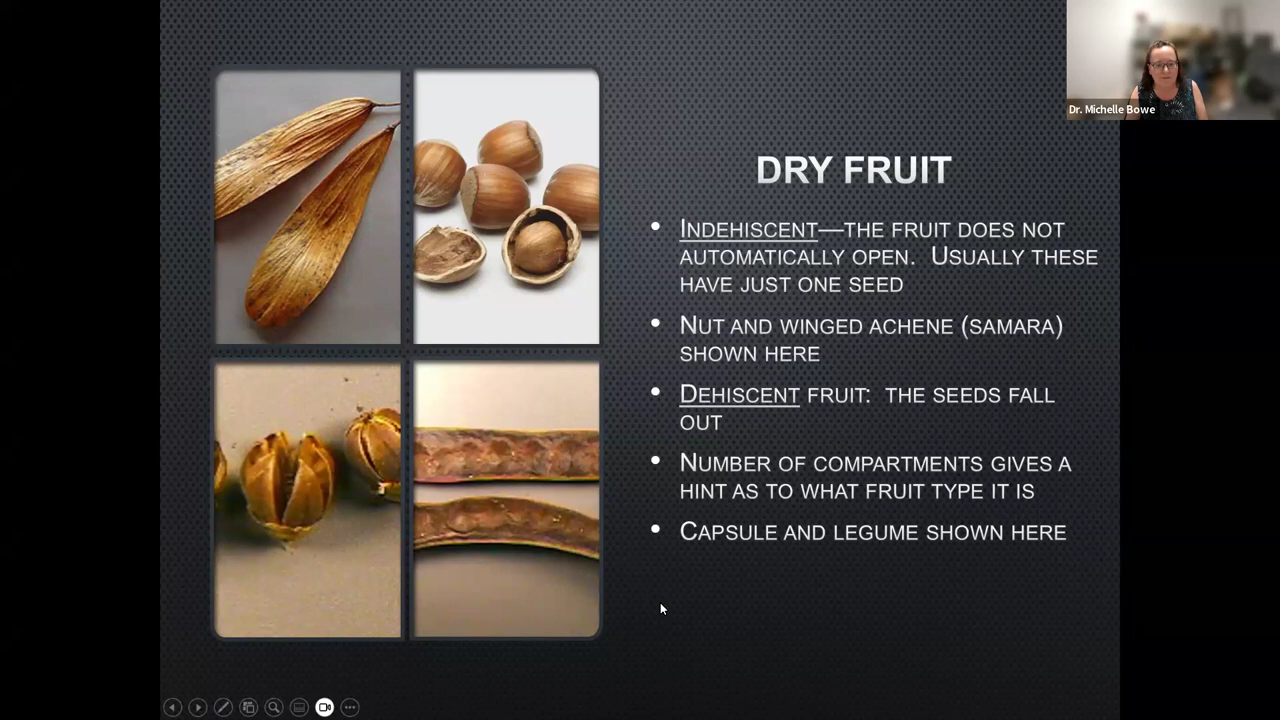 Dr. Michelle Bowe
DRY FRUIT
• INDEHISCENT—THE FRUIT DOES NOT
AUTOMATICALLY OPEN.  USUALLY THESE
HAVE JUST ONE SEED
• NUT AND WINGED ACHENE (SAMARA)
SHOWN HERE
• DEHISCENT FRUIT:  THE SEEDS FALL
OUT
• NUMBER OF COMPARTMENTS GIVES A
HINT AS TO WHAT FRUIT TYPE IT IS
• CAPSULE AND LEGUME SHOWN HERE